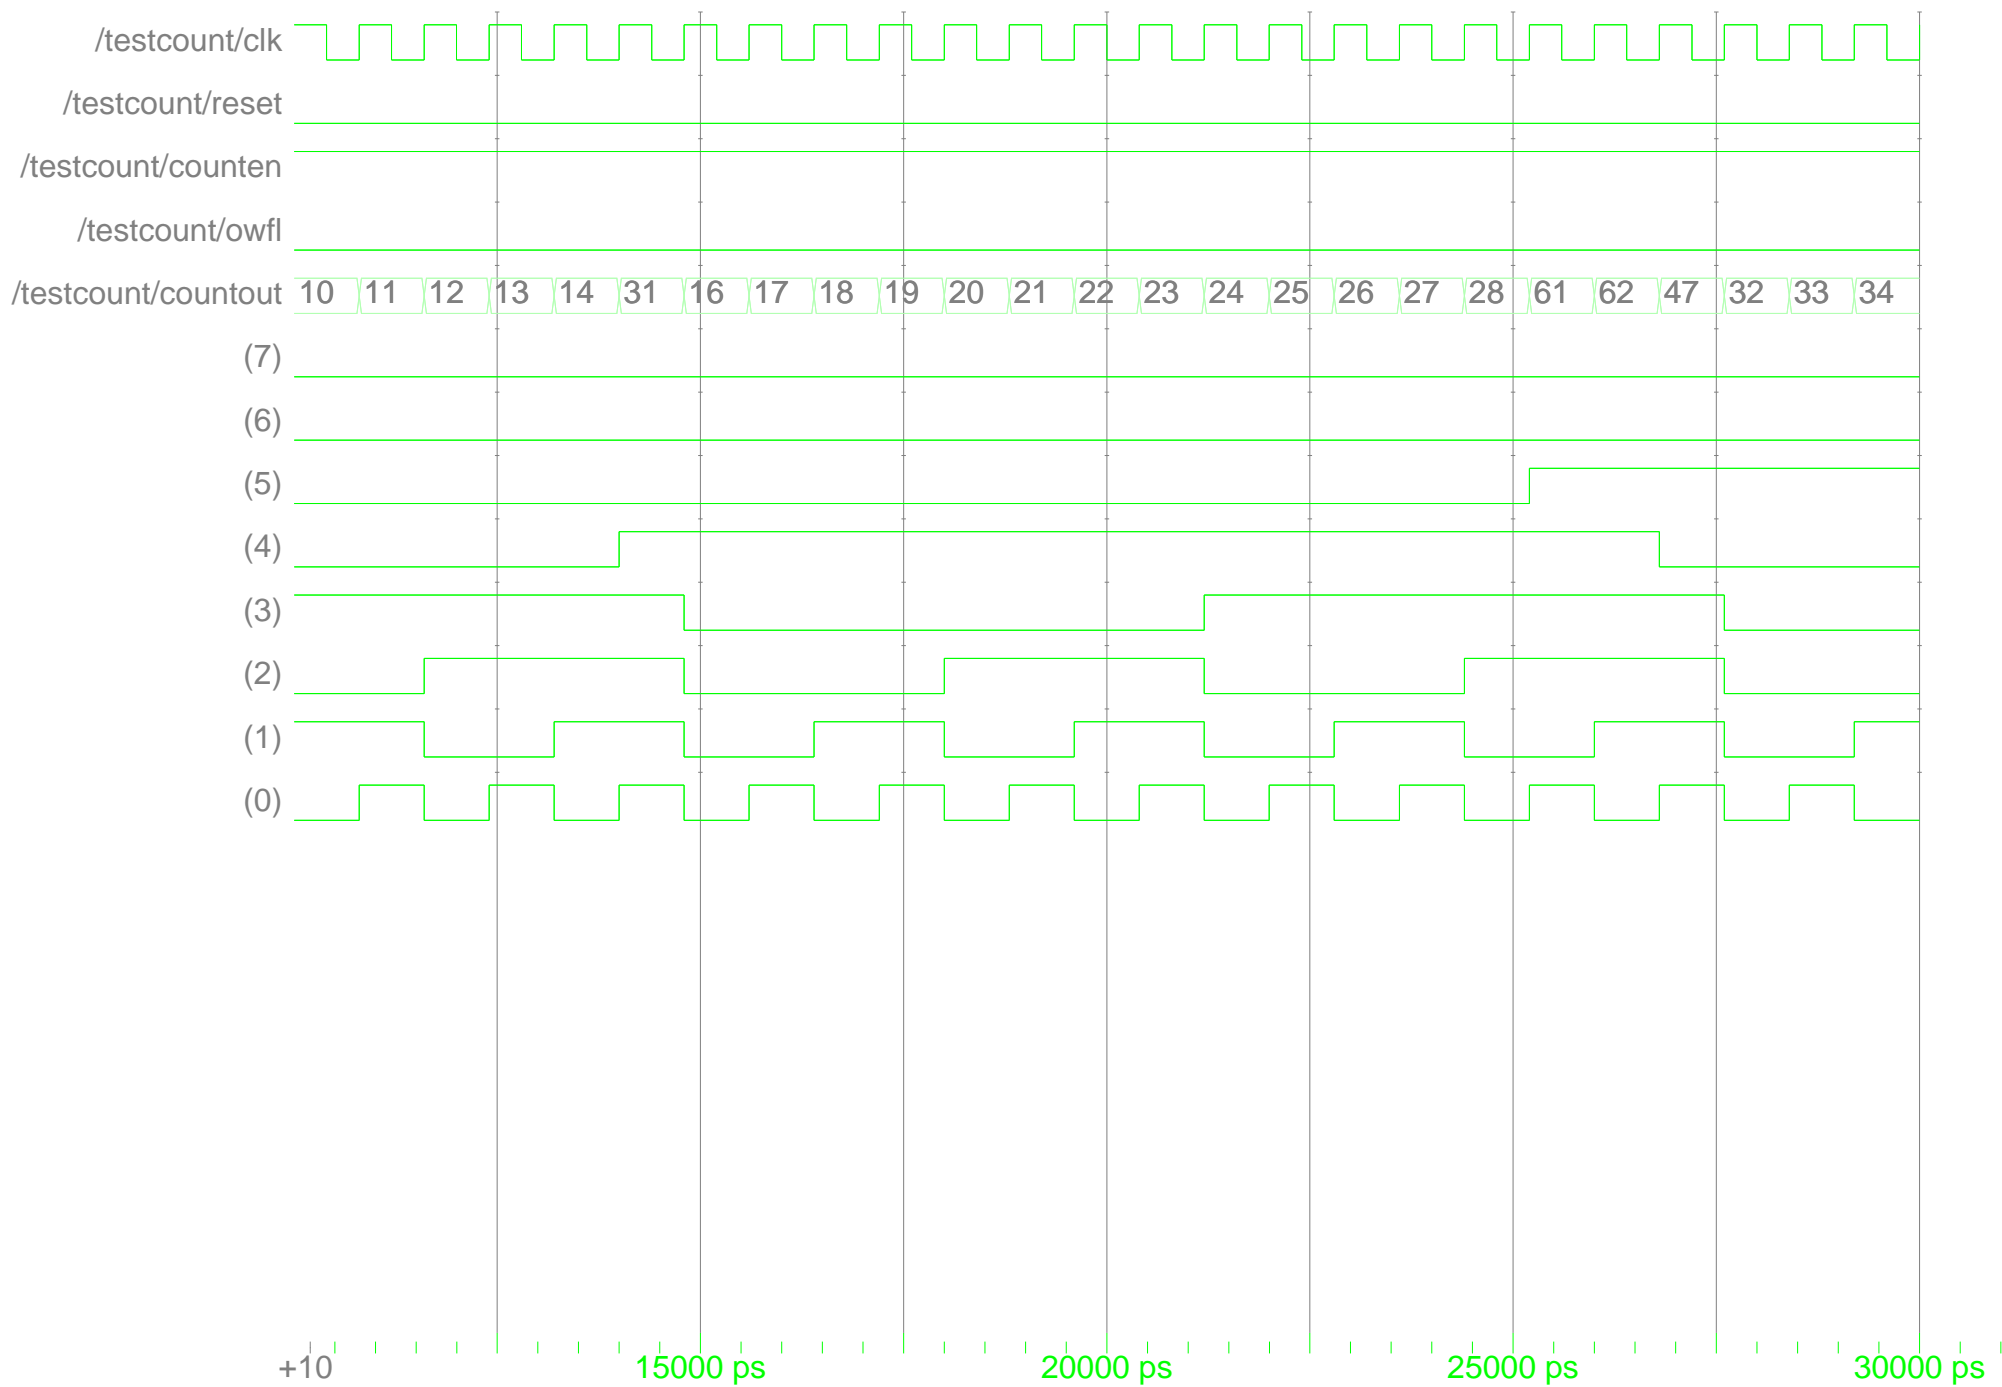 /testcount/clk
/testcount/reset
/testcount/counten
/testcount/owfl
/testcount/countout 10 11 12 13 14 31 16 17 18 19 20 21 22 23 24 25 26 27 28 61 62 47 32 33 34
(7)
(6)
(5)
(4)
(3)
(2)
(1)
(0)
+10 15000 ps 20000 ps 25000 ps 30000 ps